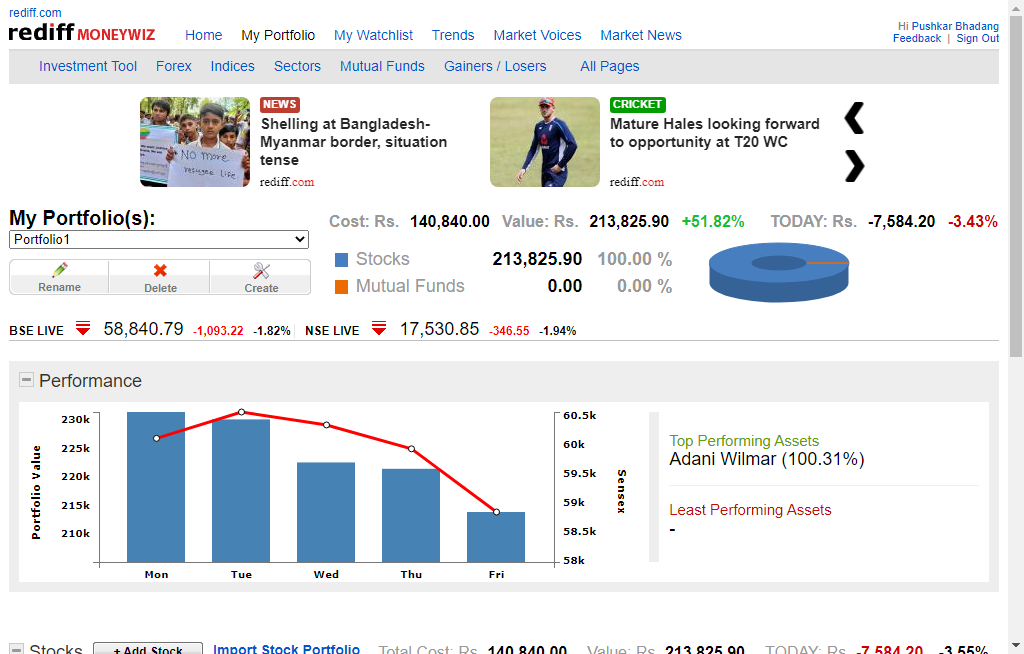 rediff.com
rediff MONEYWIZ Home My Portfolio My Watchlist Trends Market Voices Market News
Hi Pushkar Bhadang
Feedback | Sign Out
Investment Tool Forex Indices Sectors Mutual Funds Gainers / Losers All Pages
NEWS
Shelling at Bangladesh-
Myanmar border, situation
tense
rediff.com
NO More
refugee Life
CRICKET
Mature Hales looking forward
to opportunity at T20 WC
rediff.com
My Portfolio(s):
Portfolio1
Rename Delete Create
Cost: Rs. 140,840.00 Value: Rs. 213,825.90 +51.82% TODAY: Rs. -7,584.20 -3.43%
Stocks 213,825.90 100.00 %
Mutual Funds 0.00 0.00 %
BSE LIVE 58,840.79 -1,093.22 -1.82% NSE LIVE 17,530.85 -346.55 -1.94%
Performance
Portfolio Value
230k
225k
220k
215k
210k
Mon Tue Wed Thu Fri
60.5k
60k
59.5k
59k
58.5k
58k
Sensex
Top Performing Assets
Adani Wilmar (100.31%)
Least Performing Assets
-
Stocks + Add Stock Import Stock Portfolio Total Cost: Rs. 140,840.00 Value: Rs. 213,825.90 TODAY: Rs. -7,584.20 -3.55%